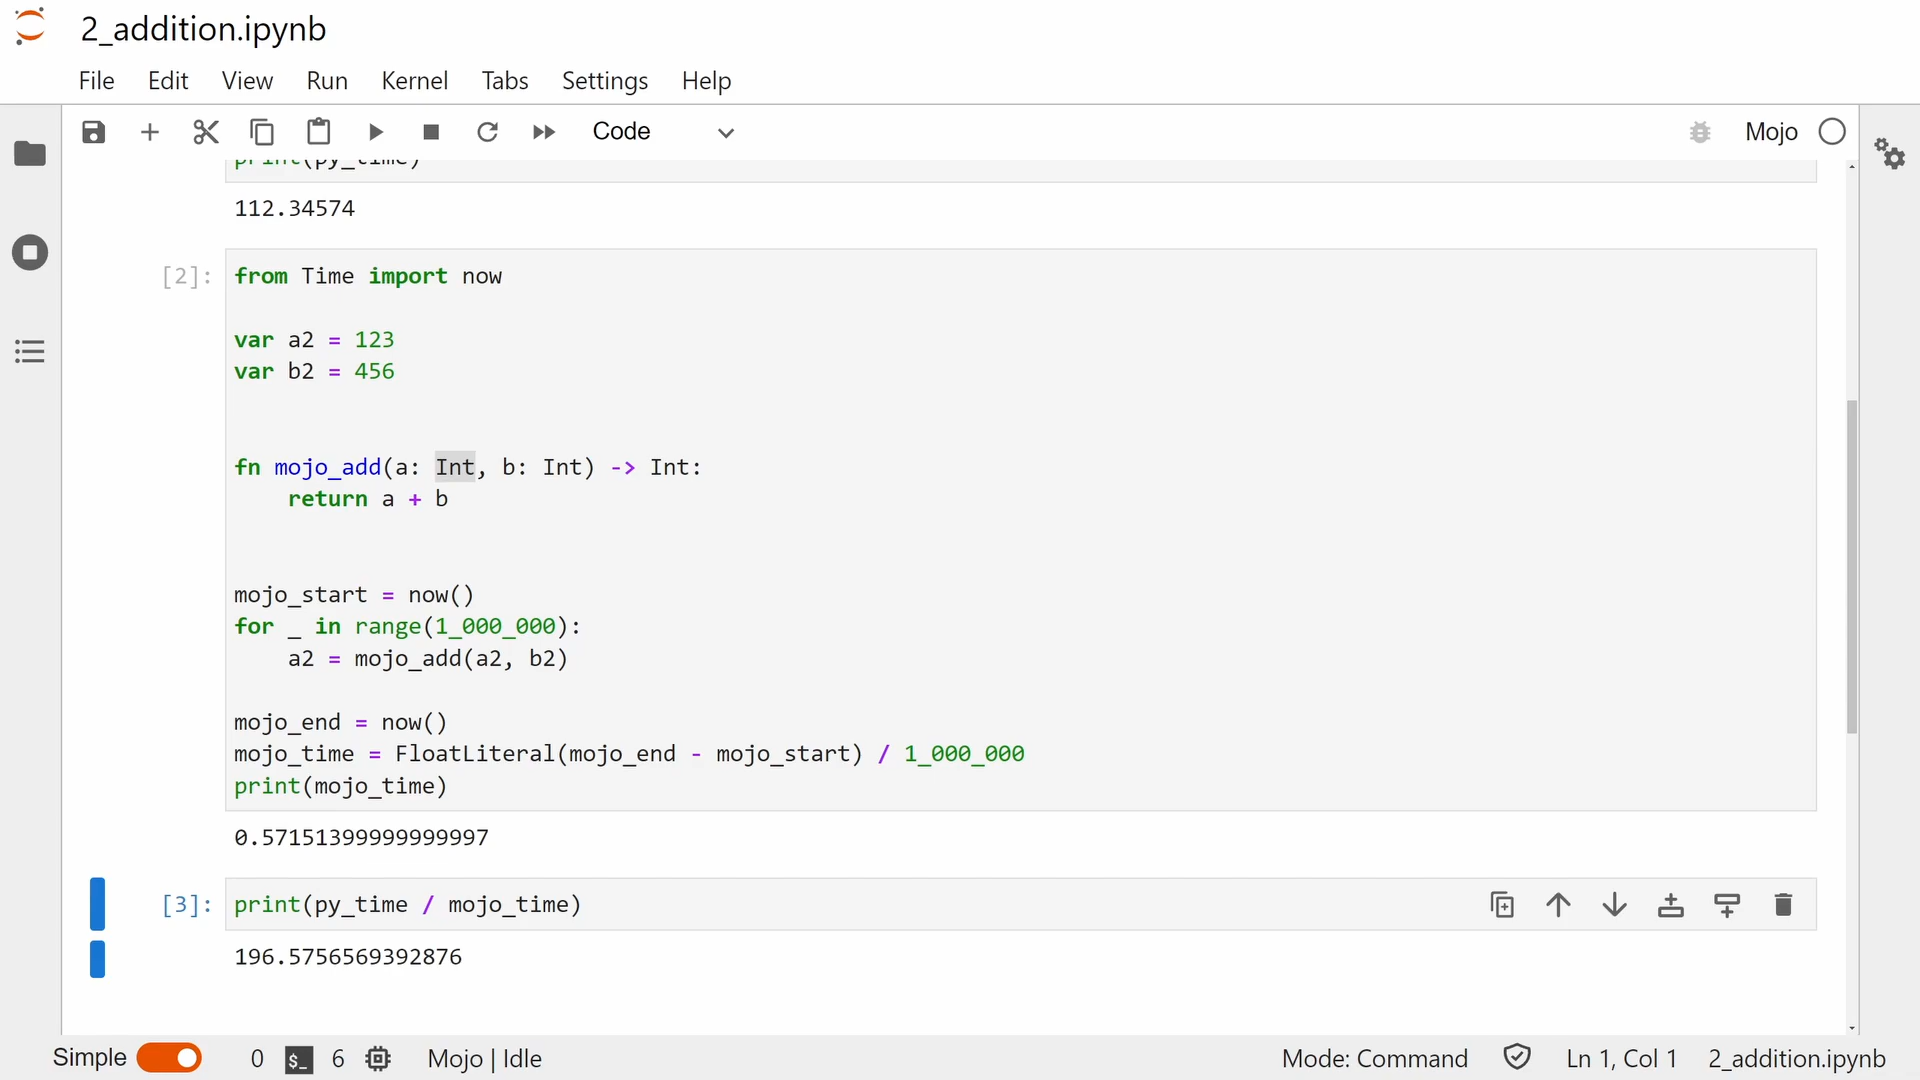 2_addition.ipynb
File Edit View Run Kernel Tabs Settings Help
Code Mojo
print(py_time)
112.34574
[2]:
from Time import now
var a2 = 123
var b2 = 456
fn mojo_add(a: Int, b: Int) -> Int:
return a + b
mojo_start = now()
for _ in range(1_000_000):
a2 = mojo_add(a2, b2)
mojo_end = now()
mojo_time = FloatLiteral(mojo_end - mojo_start) / 1_000_000
print(mojo_time)
0.57151399999999997
[3]: print(py_time / mojo_time)
196.5756569392876
Simple 0 $_ 6 Mojo | Idle Mode: Command Ln 1, Col 1 2_addition.ipynb